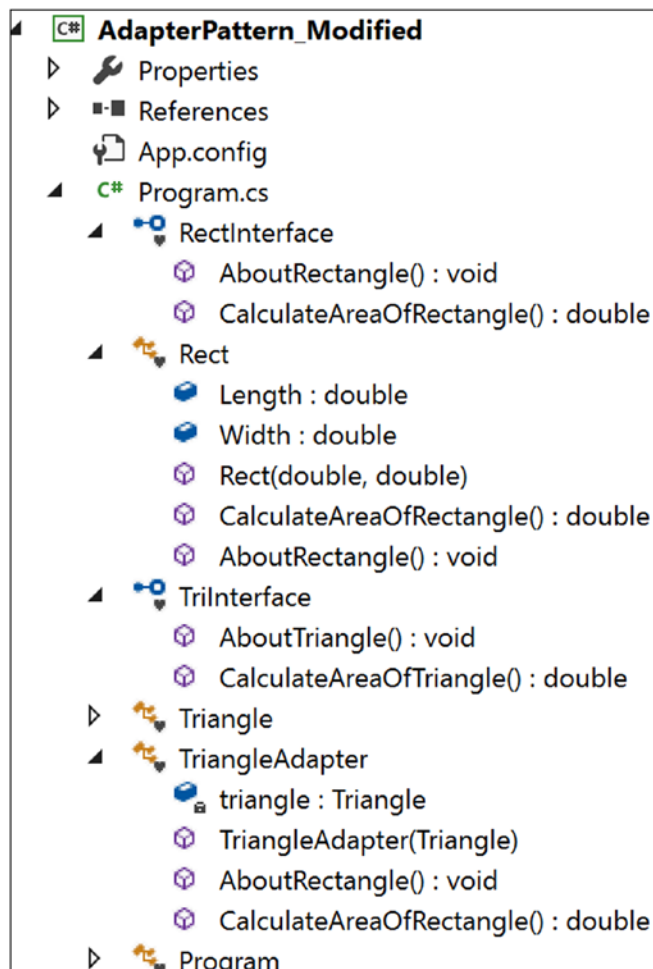 C# AdapterPattern_Modified
Properties
References
App.config
C# Program.cs
RectInterface
AboutRectangle() : void
CalculateAreaOfRectangle() : double
Rect
Length : double
Width : double
Rect(double, double)
CalculateAreaOfRectangle() : double
AboutRectangle() : void
TriInterface
AboutTriangle() : void
CalculateAreaOfTriangle() : double
Triangle
TriangleAdapter
triangle : Triangle
TriangleAdapter(Triangle)
AboutRectangle() : void
CalculateAreaOfRectangle() : double
Program